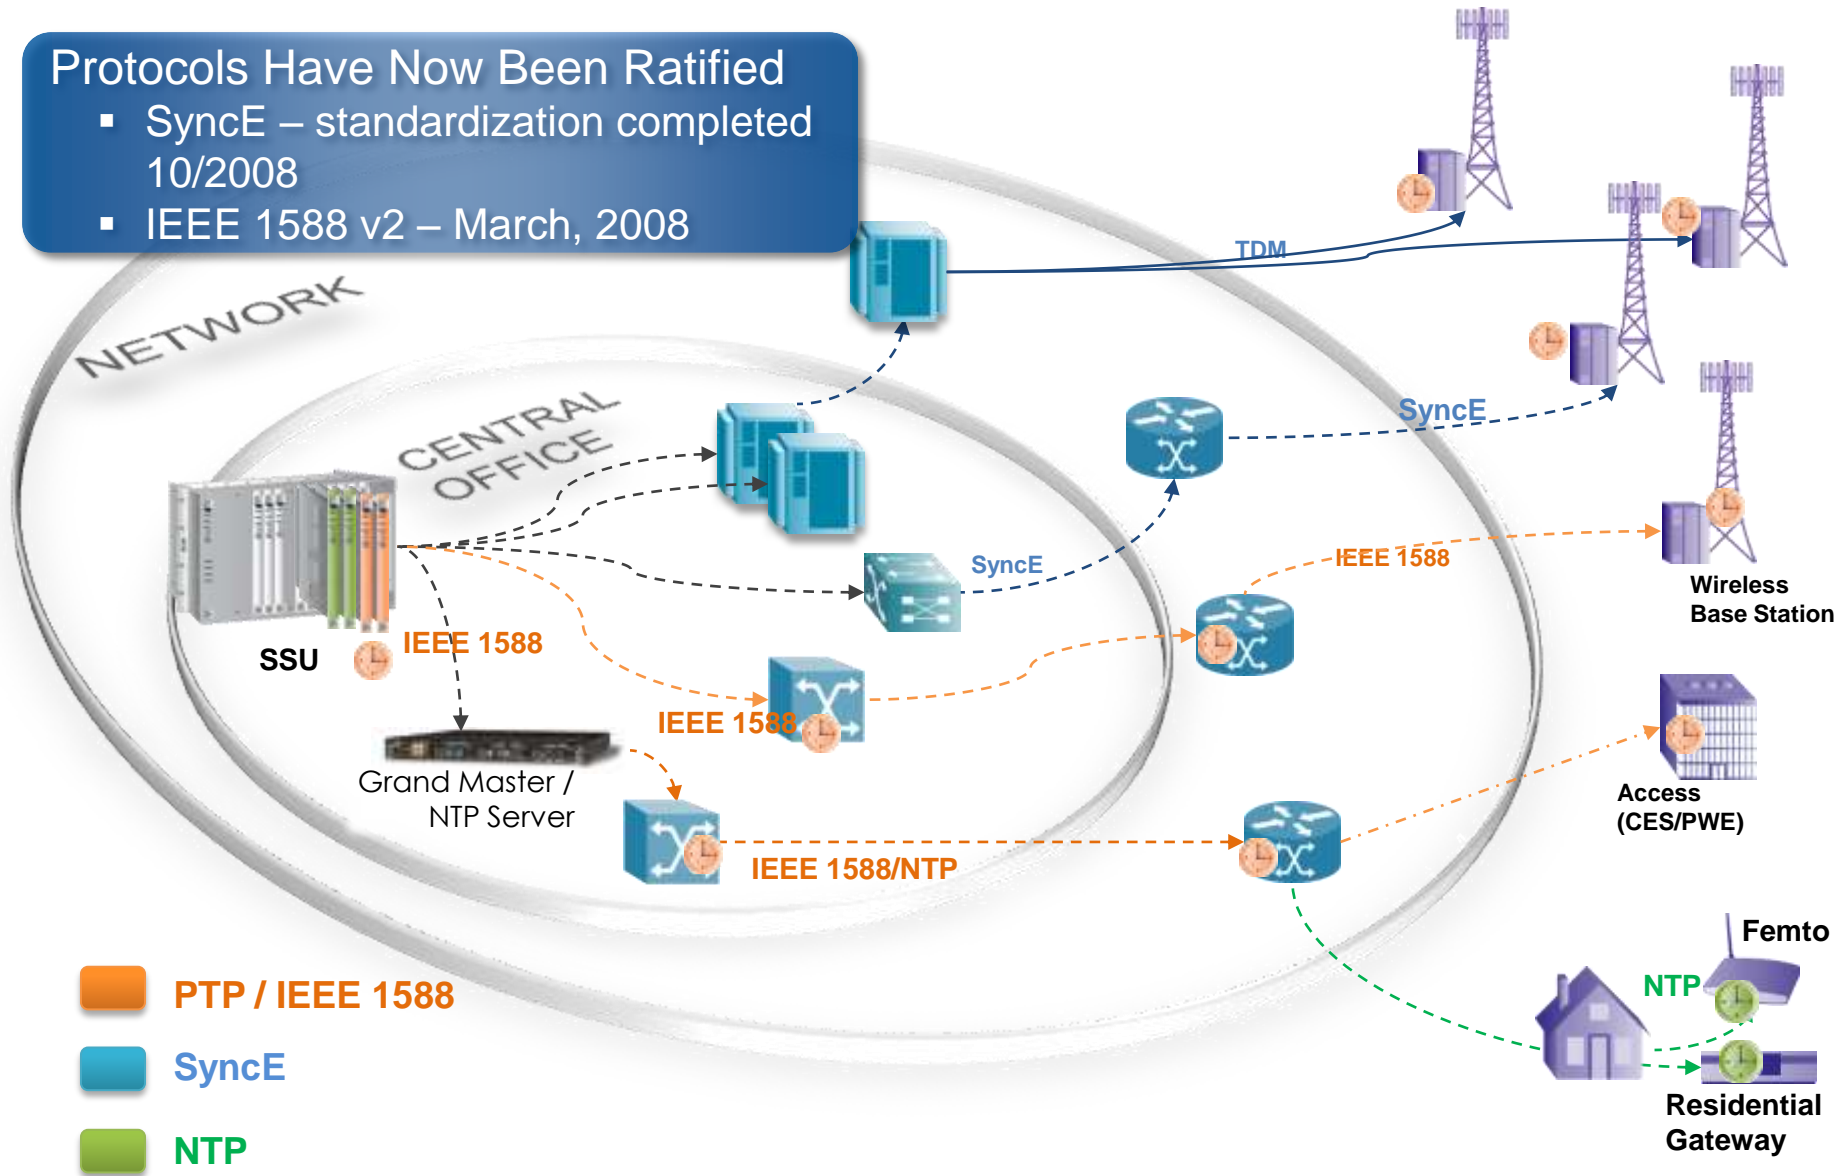 Protocols Have Now Been Ratified
▪ SyncE – standardization completed
10/2008
▪ IEEE 1588 v2 – March, 2008
NETWORK
CENTRAL
OFFICE
TDM
SyncE
SyncE
IEEE 1588
Wireless
Base Station
SSU
IEEE 1588
IEEE 1588
Grand Master /
NTP Server
IEEE 1588/NTP
Access
(CES/PWE)
Femto
NTP
Residential
Gateway
PTP / IEEE 1588
SyncE
NTP